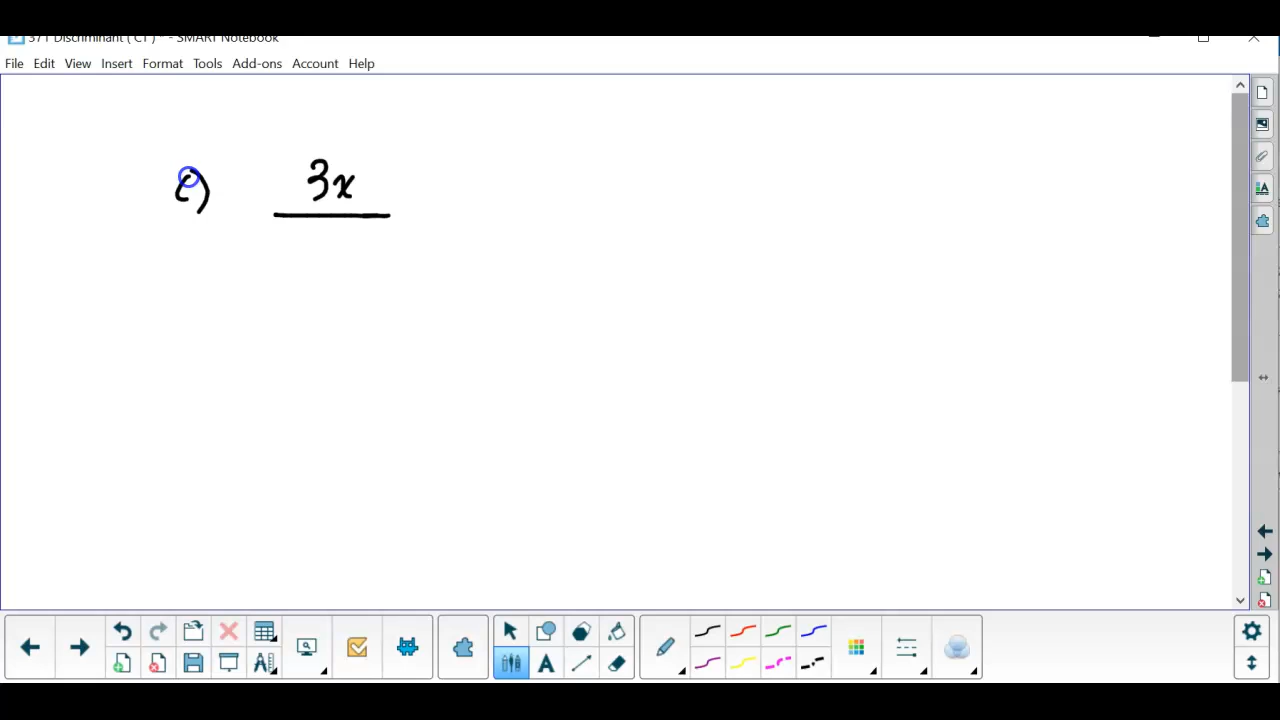 371 Discriminant ( CT ) * - SMART Notebook
File Edit View Insert Format Tools Add-ons Account Help
c) 3x